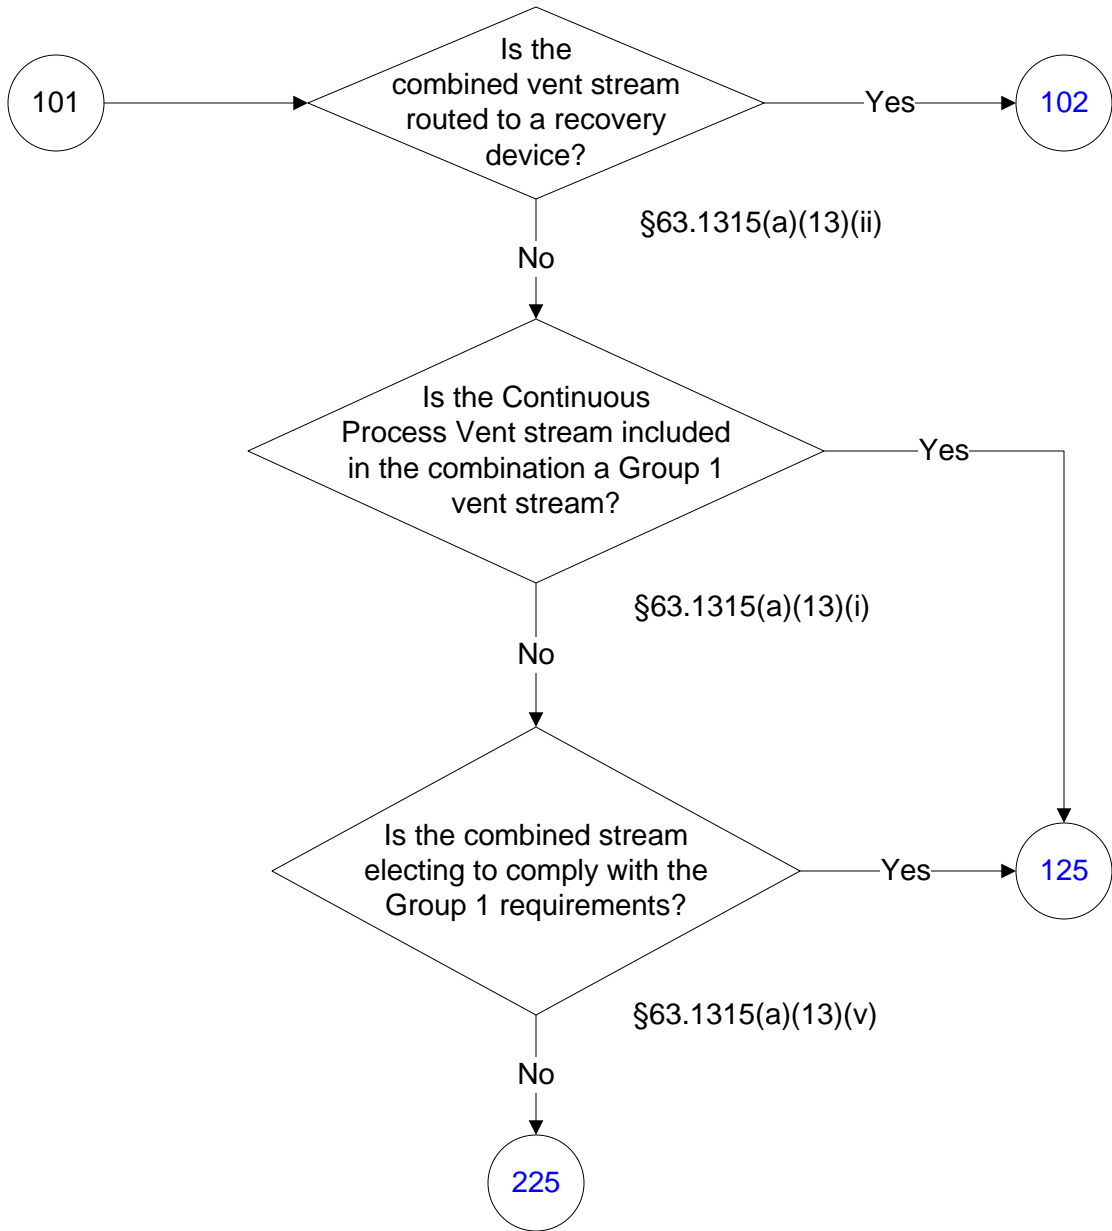 Is the
combined vent stream
routed to a recovery
device?
101
Yes
102
§63.1315(a)(13)(ii)
No
Is the Continuous
Process Vent stream included
in the combination a Group 1
vent stream?
Yes
§63.1315(a)(13)(i)
No
Is the combined stream
electing to comply with the
Group 1 requirements?
Yes
125
§63.1315(a)(13)(v)
No
225